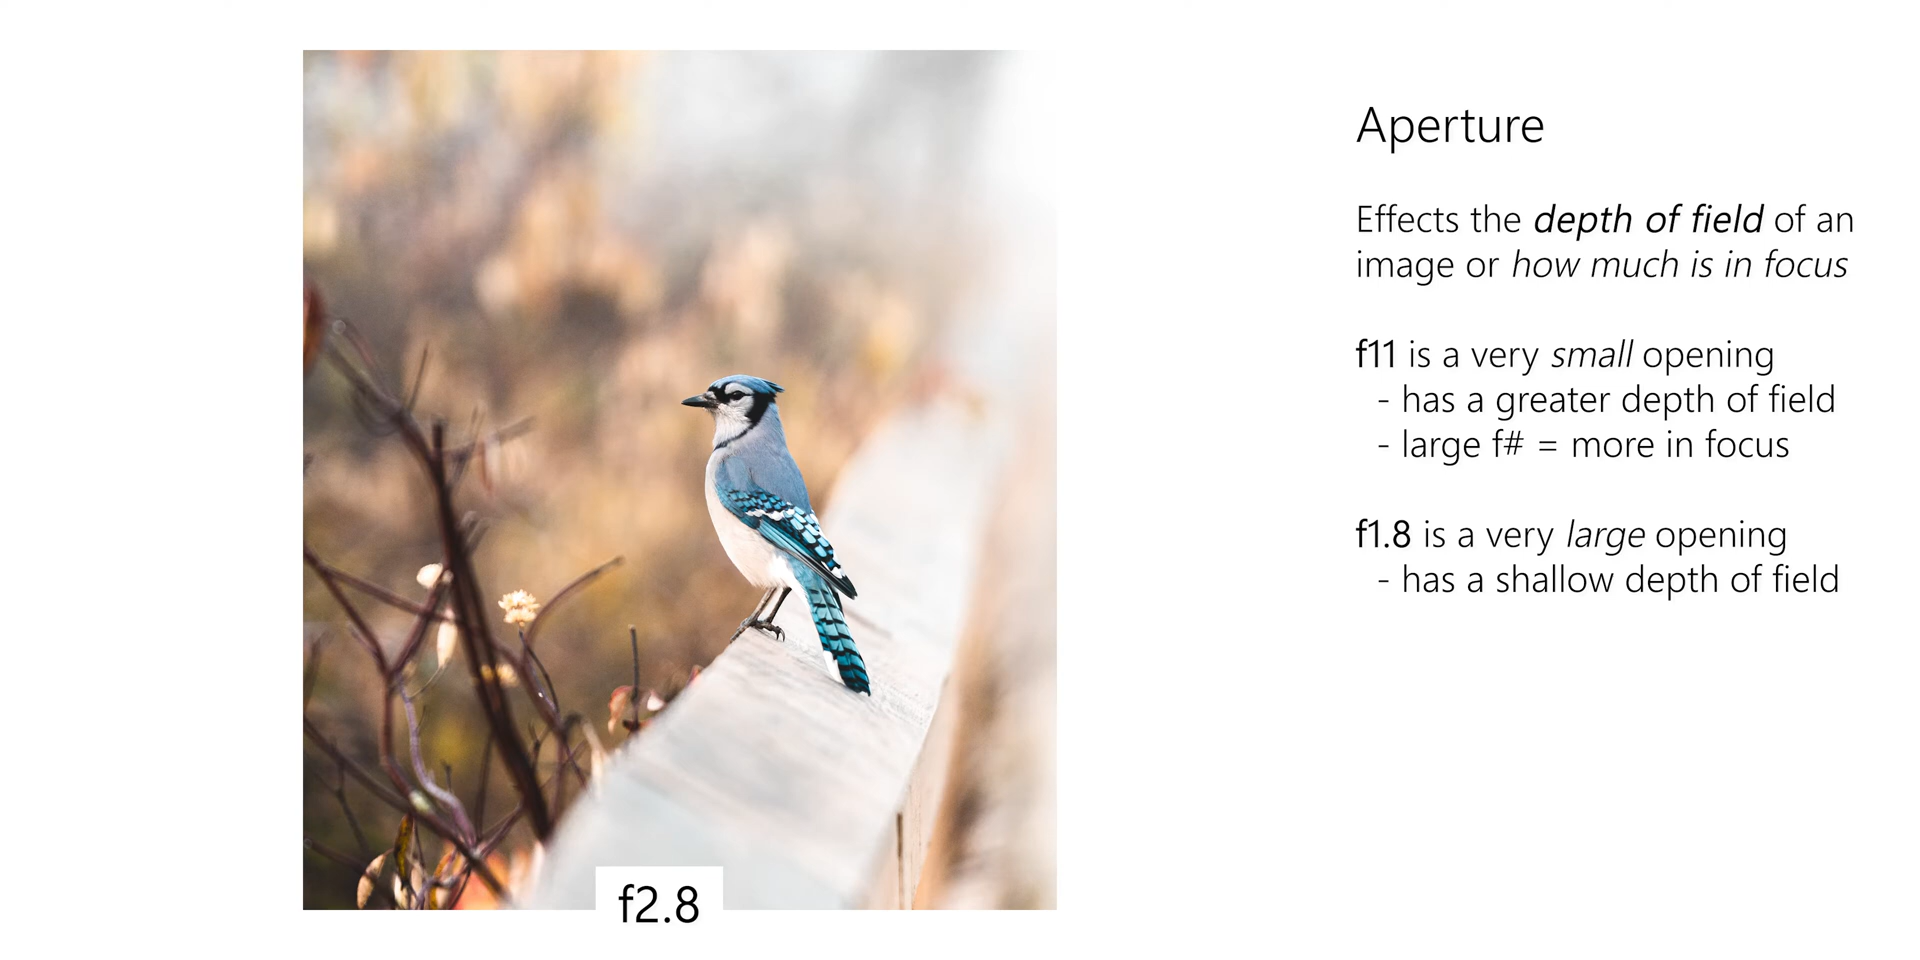 Aperture
Effects the depth of field of an
image or how much is in focus
f11 is a very small opening
- has a greater depth of field
- large f# = more in focus
f1.8 is a very large opening
- has a shallow depth of field
f2.8